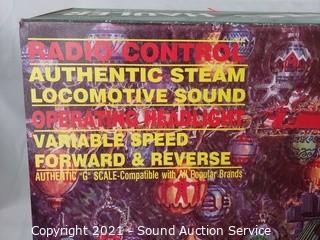 RADIO CONTROL
AUTHENTIC STEAM
LOCOMOTIVE SOUND
OPERATING HEADLIGHT
VARIABLE SPEED
FORWARD & REVERSE
AUTHENTIC "G" SCALE-Compatible with All Popular Brands
Copyright 2021 - Sound Auction Service